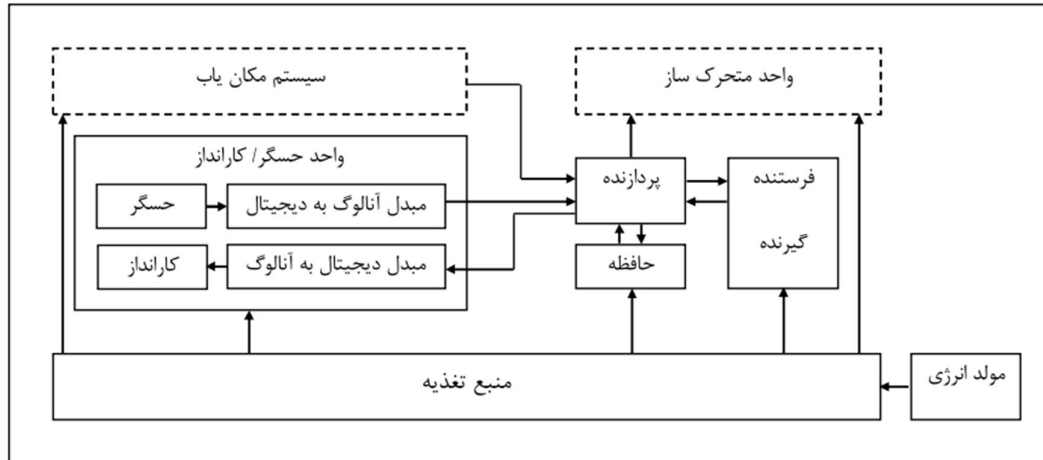 واحد متحرک ساز
سیستم مکان یاب
واحد حسگر/ کارانداز
حسگر
مبدل آنالوگ به دیجیتال
کارانداز
مبدل دیجیتال به آنالوگ
پردازنده
حافظه
فرستنده
گیرنده
منبع تغذیه
مولد انرژی